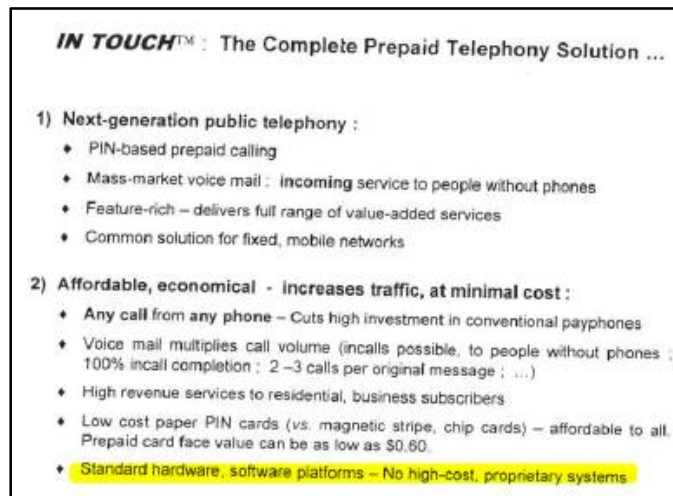 IN TOUCH™ : The Complete Prepaid Telephony Solution ...
1) Next-generation public telephony :
♦ PIN-based prepaid calling
♦ Mass-market voice mail : incoming service to people without phones
♦ Feature-rich – delivers full range of value-added services
♦ Common solution for fixed, mobile networks
2) Affordable, economical - increases traffic, at minimal cost :
♦ Any call from any phone – Cuts high investment in conventional payphones
♦ Voice mail multiplies call volume (incalls possible, to people without phones ;
100% incall completion ; 2 –3 calls per original message ; ...)
♦ High revenue services to residential, business subscribers
♦ Low cost paper PIN cards (vs. magnetic stripe, chip cards) – affordable to all.
Prepaid card face value can be as low as $0.60.
♦ Standard hardware, software platforms – No high-cost, proprietary systems